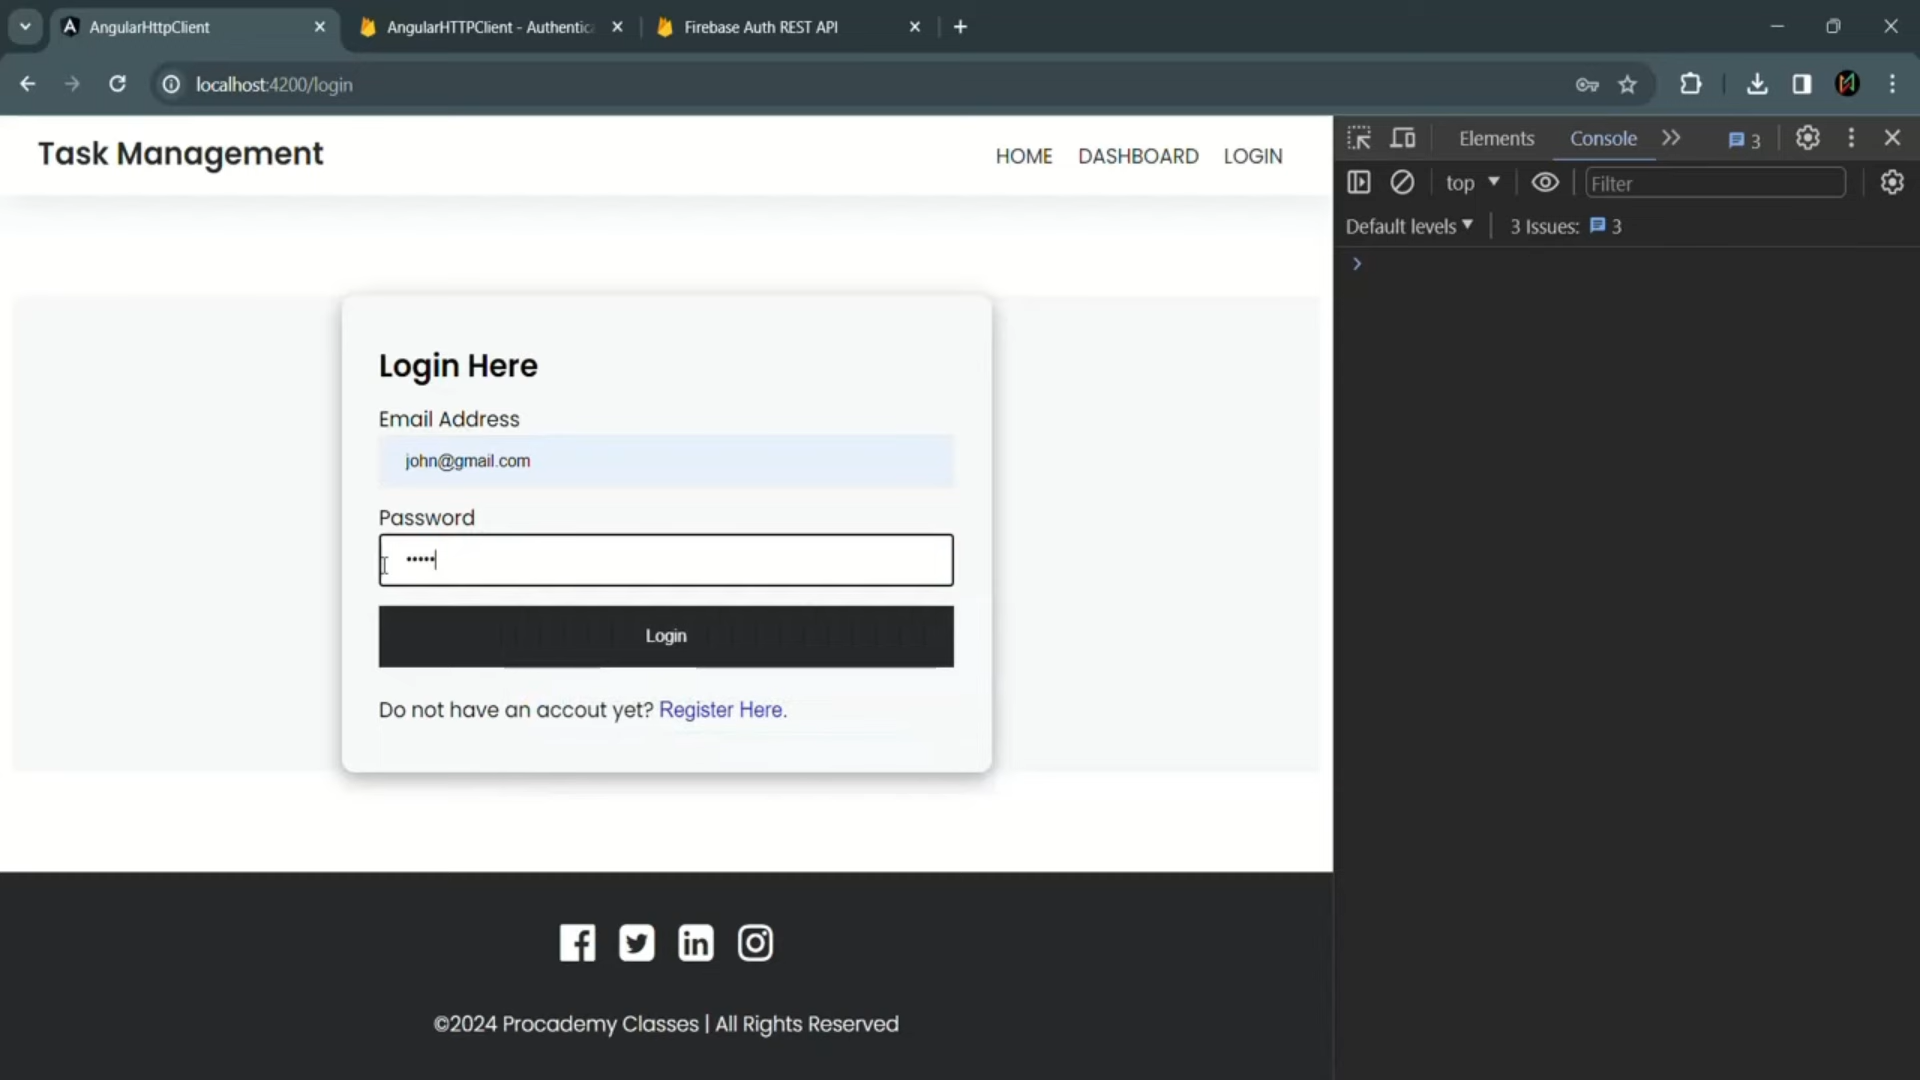 AngularHttpClient
AngularHTTPClient - Authentic
Firebase Auth REST API
localhost:4200/login
Task Management
HOME DASHBOARD LOGIN
Login Here
Email Address
john@gmail.com
Password
•••••
Login
Do not have an accout yet? Register Here.
©2024 Procademy Classes | All Rights Reserved
Elements Console 3
top Filter
Default levels 3 Issues: 3